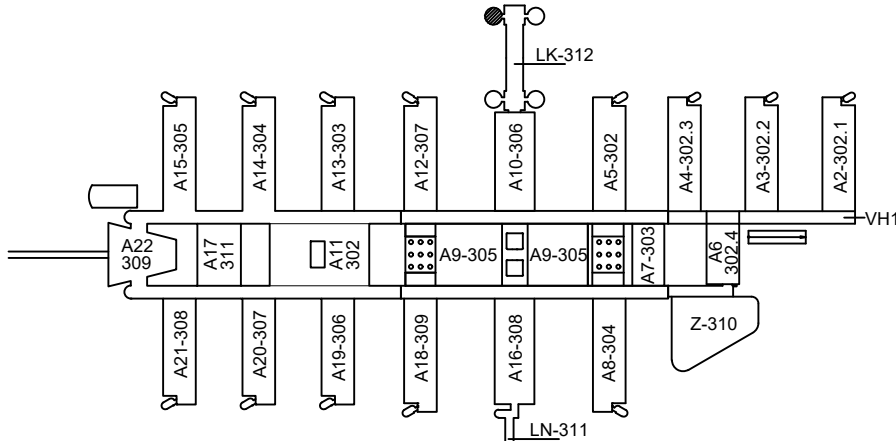 LK-312
A15-305
A14-304
A13-303
A12-307
A10-306
A5-302
A4-302.3
A3-302.2
A2-302.1
VH1
A22
309
A17
311
A11
302
A9-305
A9-305
A7-303
A6
302.4
Z-310
A21-308
A20-307
A19-306
A18-309
A16-308
A8-304
LN-311